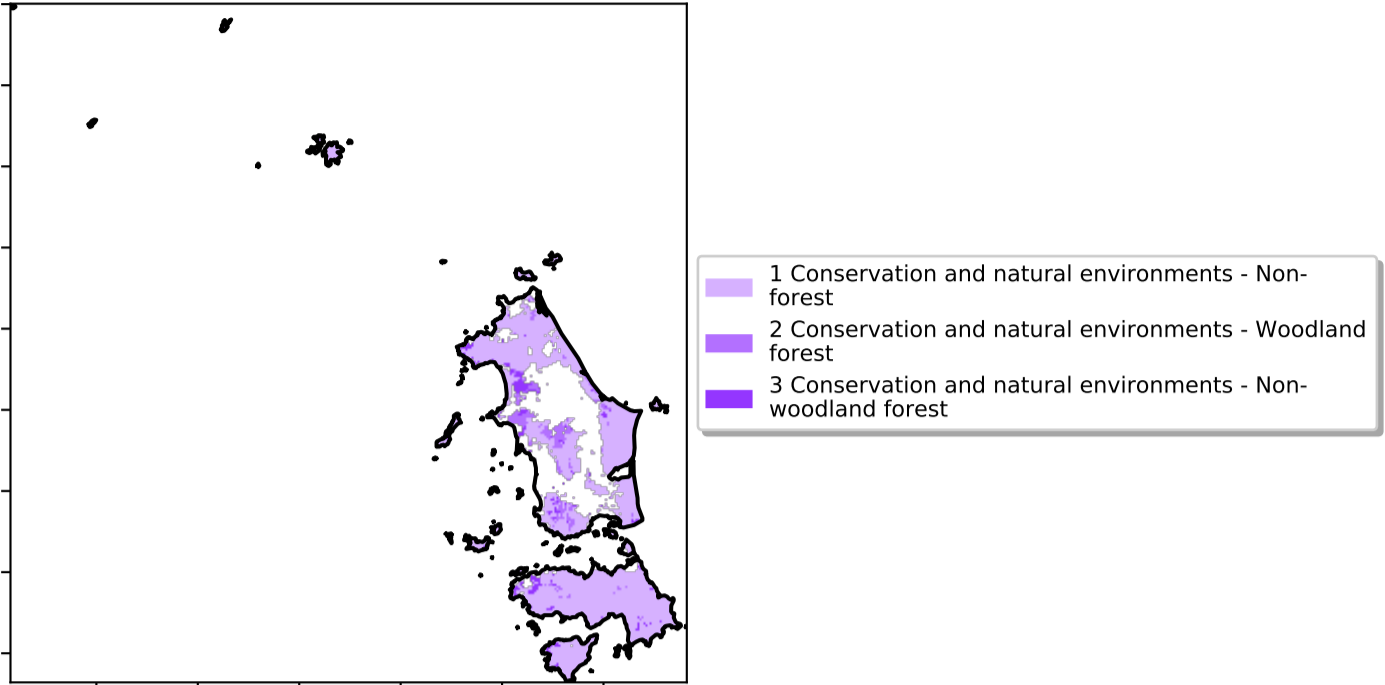 1 Conservation and natural environments - Non-
forest
2 Conservation and natural environments - Woodland
forest
3 Conservation and natural environments - Non-
woodland forest